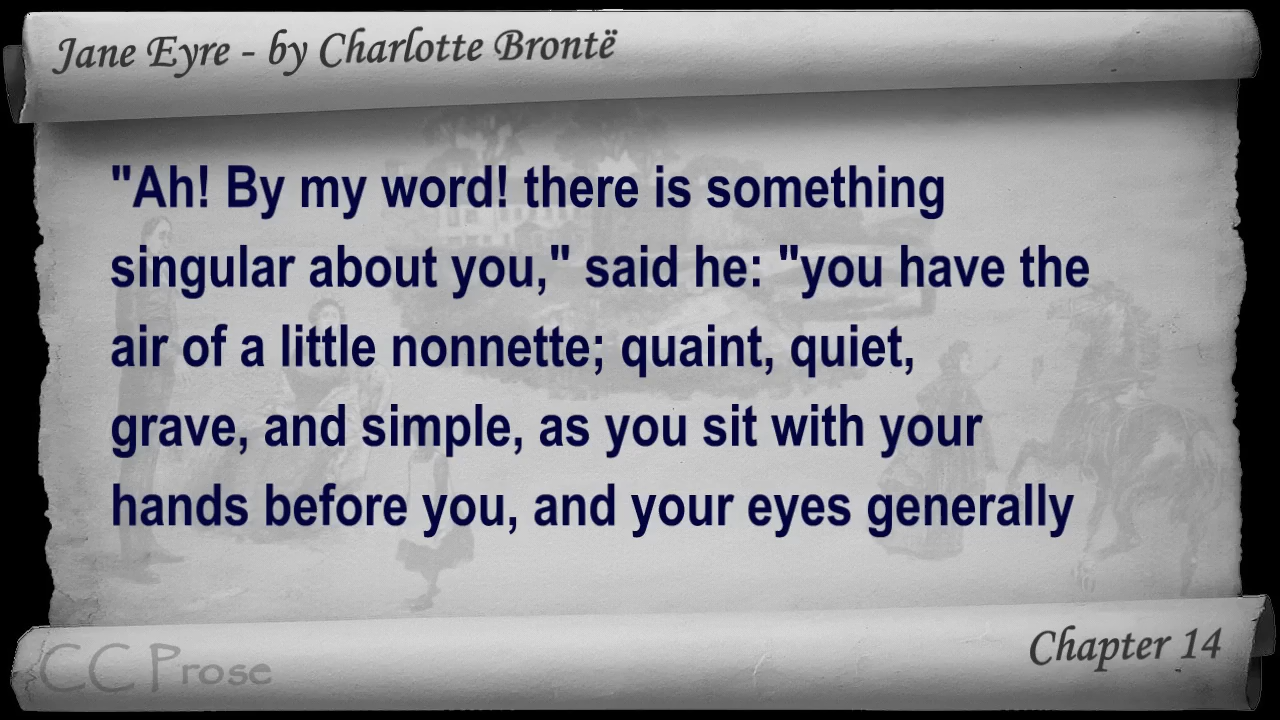 Jane Eyre - by Charlotte Brontë
"Ah! By my word! there is something
singular about you," said he: "you have the
air of a little nonnette; quaint, quiet,
grave, and simple, as you sit with your
hands before you, and your eyes generally
Chapter 14
CC Prose